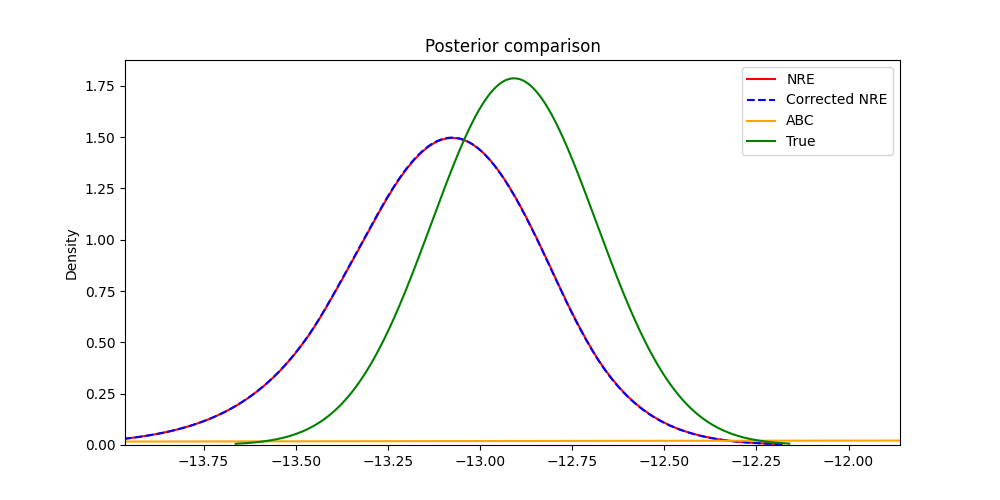 Posterior comparison
NRE
Corrected NRE
ABC
True
Density
1.75
1.50
1.25
1.00
0.75
0.50
0.25
0.00
−13.75 −13.50 −13.25 −13.00 −12.75 −12.50 −12.25 −12.00